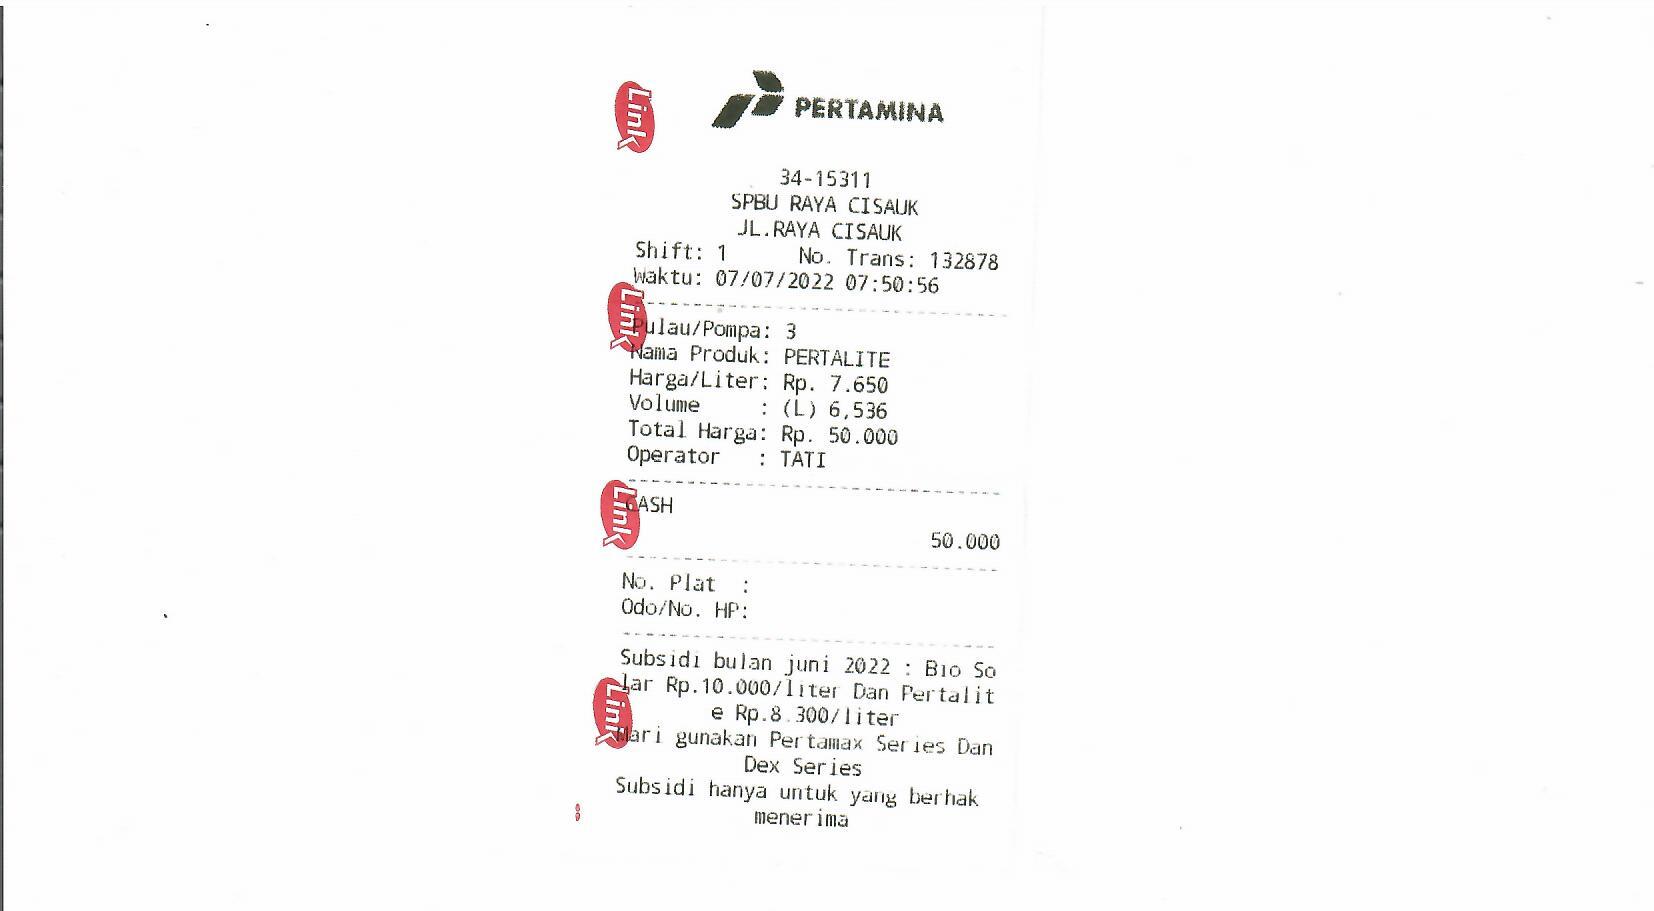 PERTAMINA
34-15311
SPBU RAYA CISAUK
JL.RAYA CISAUK
Shift: 1 No. Trans: 132878
Waktu: 07/07/2022 07:50:56
Pulau/Pompa: 3
Nama Produk: PERTALITE
Harga/Liter: Rp. 7.650
Volume : (L) 6,536
Total Harga: Rp. 50.000
Operator : TATI
CASH
50.000
No. Plat :
Odo/No. HP:
Subsidi bulan juni 2022 : Bio So
lar Rp.10.000/liter Dan Pertalit
e Rp.8.300/liter
Mari gunakan Pertamax Series Dan
Dex Series
Subsidi hanya untuk yang berhak
menerima
Link
Link
Link
Link